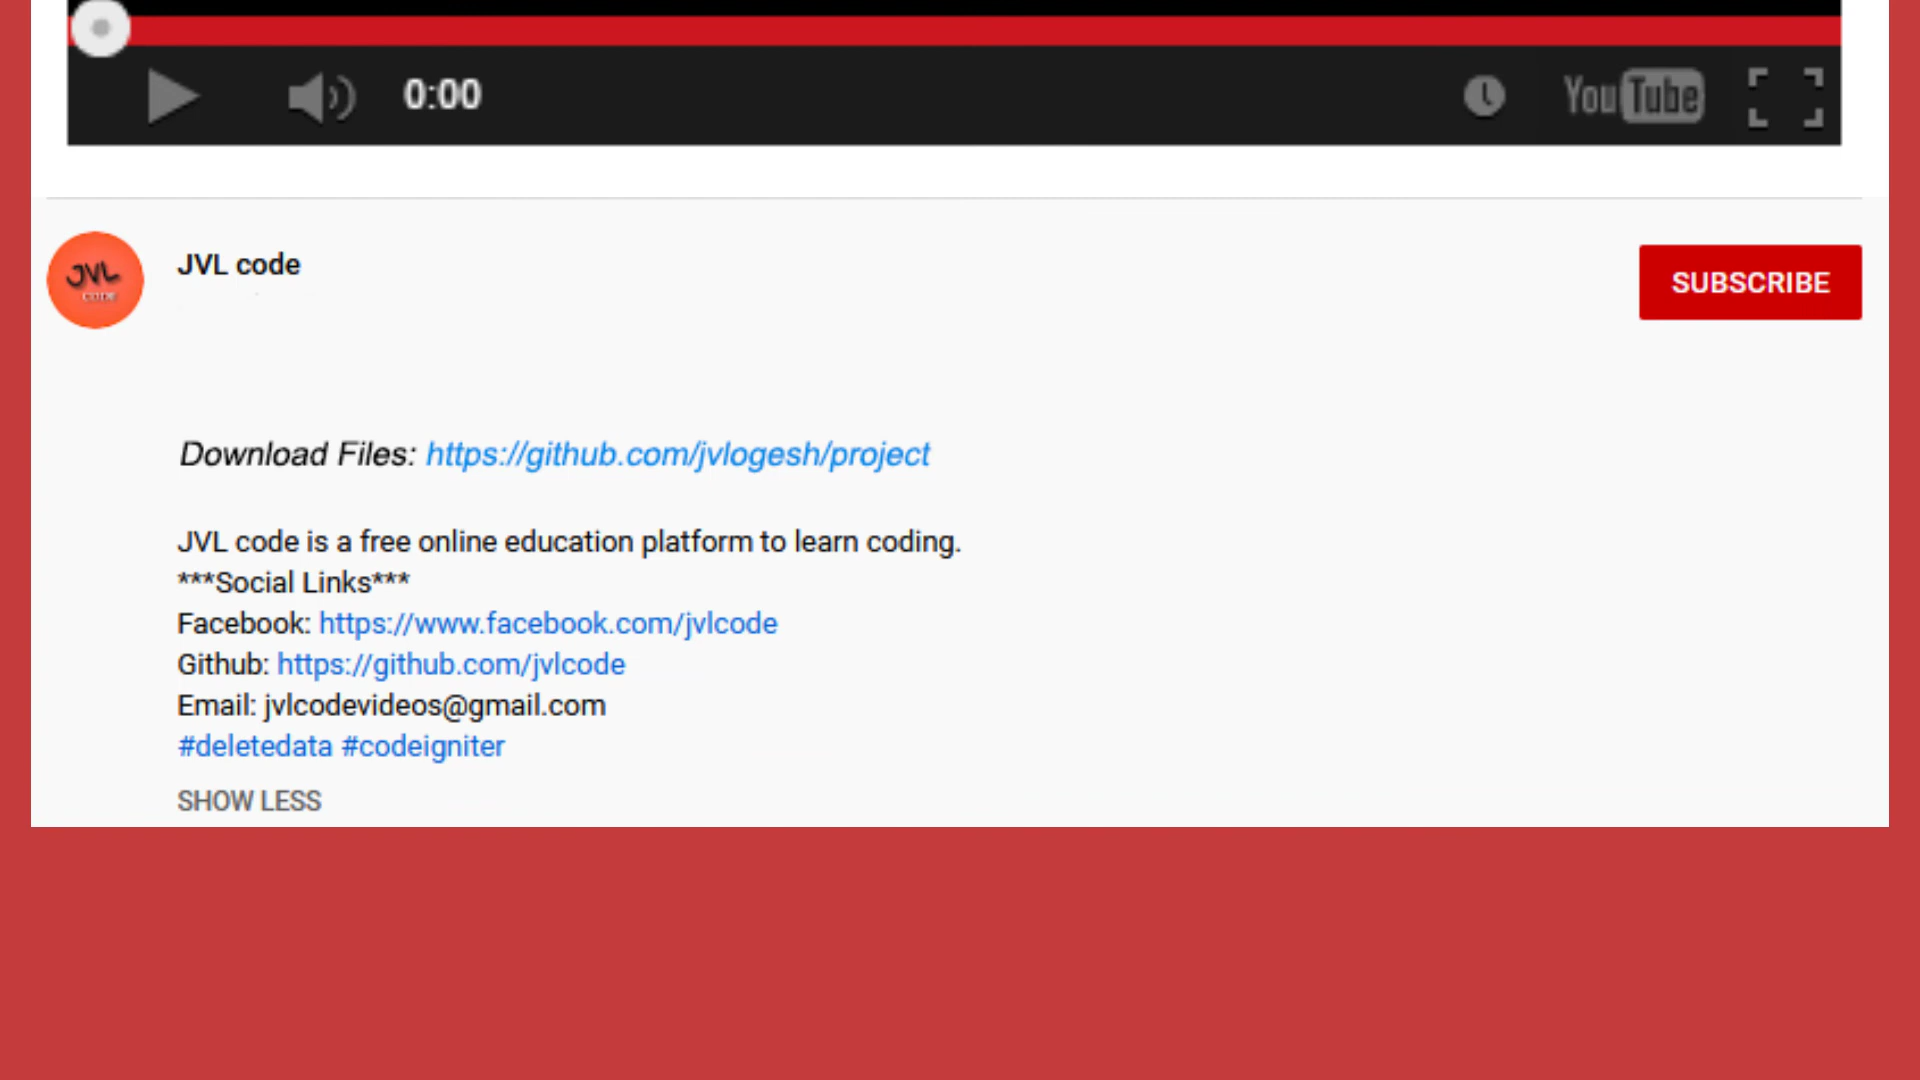 0:00
YouTube
JVL code
JVL
CODE
SUBSCRIBE
Download Files: https://github.com/jvlogesh/project
JVL code is a free online education platform to learn coding.
***Social Links***
Facebook: https://www.facebook.com/jvlcode
Github: https://github.com/jvlcode
Email: jvlcodevideos@gmail.com
#deletedata #codeigniter
SHOW LESS